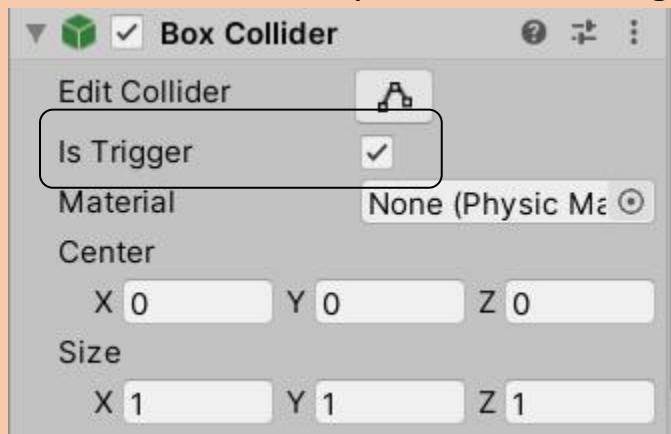 Box Collider
Edit Collider
Is Trigger
Material None (Physic Ma
Center
X 0 Y 0 Z 0
Size
X 1 Y 1 Z 1